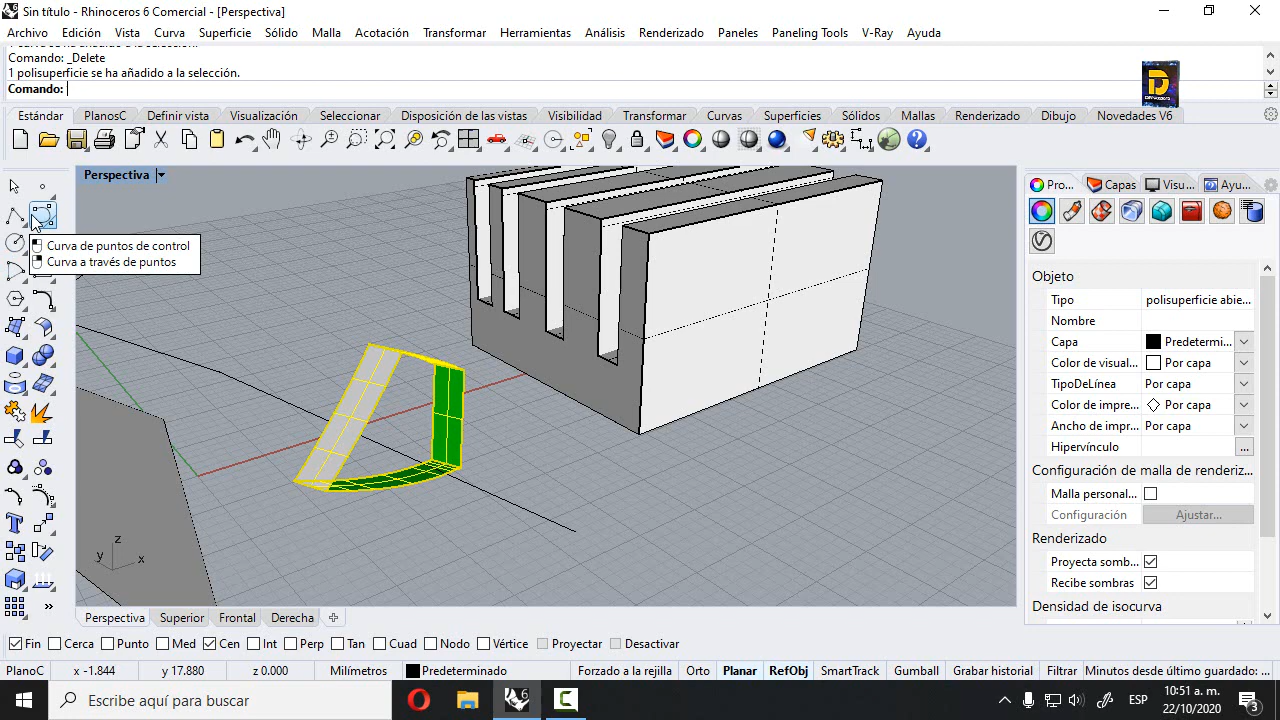 Sin título - Rhinoceros 6 Comercial - [Perspectiva]
Archivo Edición Vista Curva Superficie Sólido Malla Acotación Transformar Herramientas Análisis Renderizado Paneles Paneling Tools V-Ray Ayuda
Comando: _Delete
1 polisuperficie se ha añadido a la selección.
Comando:
Estándar PlanosC Definir vista Visualización Seleccionar Disposición de las vistas Visibilidad Transformar Curvas Superficies Sólidos Mallas Renderizado Dibujo Novedades V6
Perspectiva
Pro... Capas Visu... Ayu...
Curva de puntos de control
Curva a través de puntos
Objeto
Tipo polisuperficie abie...
Nombre
Capa Predetermi...
Color de visual... Por capa
TipoDeLínea Por capa
Color de impre... Por capa
Ancho de impr... Por capa
Hipervínculo ...
Configuración de malla de renderiz...
Malla personal...
Configuración Ajustar...
Renderizado
Proyecta somb...
Recibe sombras
Densidad de isocurva
z
y x
Perspectiva Superior Frontal Derecha
Fin Cerca Punto Med Cen Int Perp Tan Cuad Nodo Vértice Proyectar Desactivar
PlanoC x -1.844 y 17.880 z 0.000 Milímetros Predeterminado Forzado a la rejilla Orto Planar RefObj SmartTrack Gumball Grabar historial Filtrar Minutos desde último guardado:
Escribe aquí para buscar
ESP
10:51 a. m.
22/10/2020
3